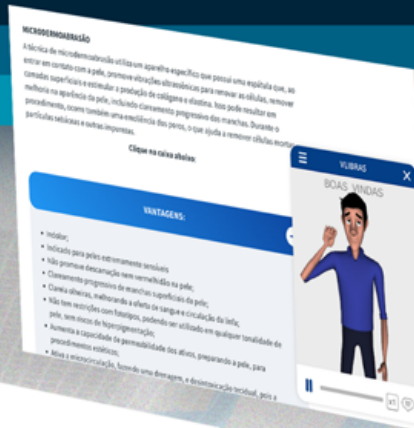 MICRODERMOABRASÃO
A técnica de microdermoabrasão utiliza um aparelho específico que possui uma espátula que, ao
entrar em contato com a pele, promove vibrações ultrassônicas para renovar as células, remover
camadas superficiais e estimular a produção de colágeno e elastina. Isso pode resultar em
melhoria na aparência da pele, incluindo clareamento progressivo das manchas. Durante o
procedimento, ocorre também uma emoliência dos poros, o que ajuda a remover células mortas,
partículas sebáceas e outras impurezas.
Clique na caixa abaixo:
VANTAGENS:
• Indolor;
• Indicado para peles extremamente sensíveis
• Não promove descamação nem vermelhidão na pele;
• Clareamento progressivo de manchas superficiais da pele;
• Clareia olheiras, melhorando a oferta de sangue e circulação da linfa;
• Não tem restrições com fototipos, podendo ser utilizado em qualquer tonalidade de
pele, sem riscos de hiperpigmentação;
• Aumenta a capacidade de permeabilidade dos ativos, preparando a pele, para
procedimentos estéticos;
• Ativa a microcirculação, fazendo uma drenagem, e desintoxicação tecidual, pois a
VLIBRAS
X
BOAS VINDAS
x1